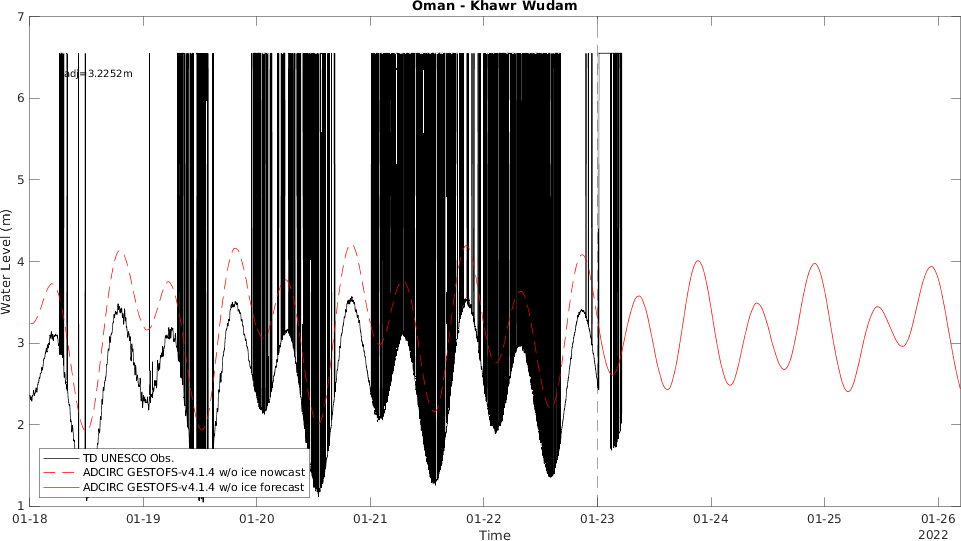 Oman - Khawr Wudam
7
adj=3.2252m
6
5
4
3
2
1
Water Level (m)
TD UNESCO Obs.
ADCIRC GESTOFS-v4.1.4 w/o ice nowcast
ADCIRC GESTOFS-v4.1.4 w/o ice forecast
01-18 01-19 01-20 01-21 01-22 01-23 01-24 01-25 01-26
Time 2022